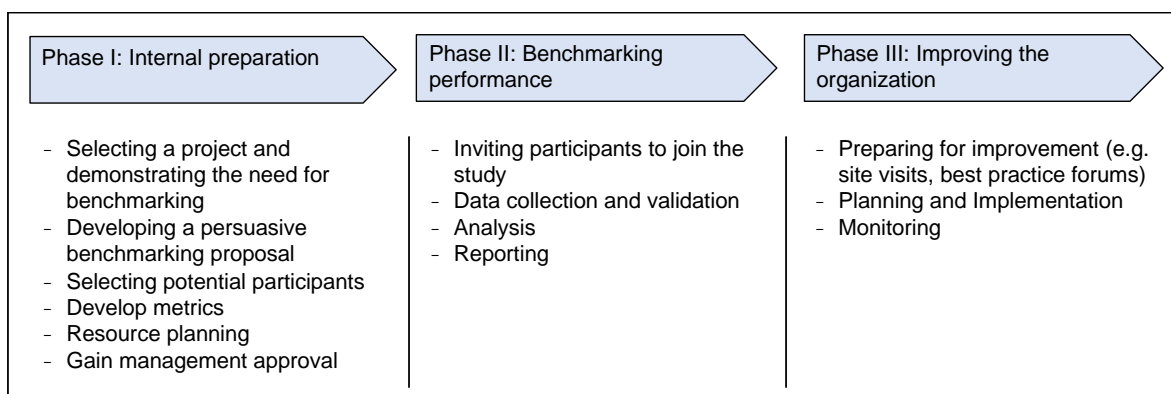 Phase I: Internal preparation
Phase II: Benchmarking
performance
Phase III: Improving the
organization
- Selecting a project and
demonstrating the need for
benchmarking
- Developing a persuasive
benchmarking proposal
- Selecting potential participants
- Develop metrics
- Resource planning
- Gain management approval
- Inviting participants to join the
study
- Data collection and validation
- Analysis
- Reporting
- Preparing for improvement (e.g.
site visits, best practice forums)
- Planning and Implementation
- Monitoring